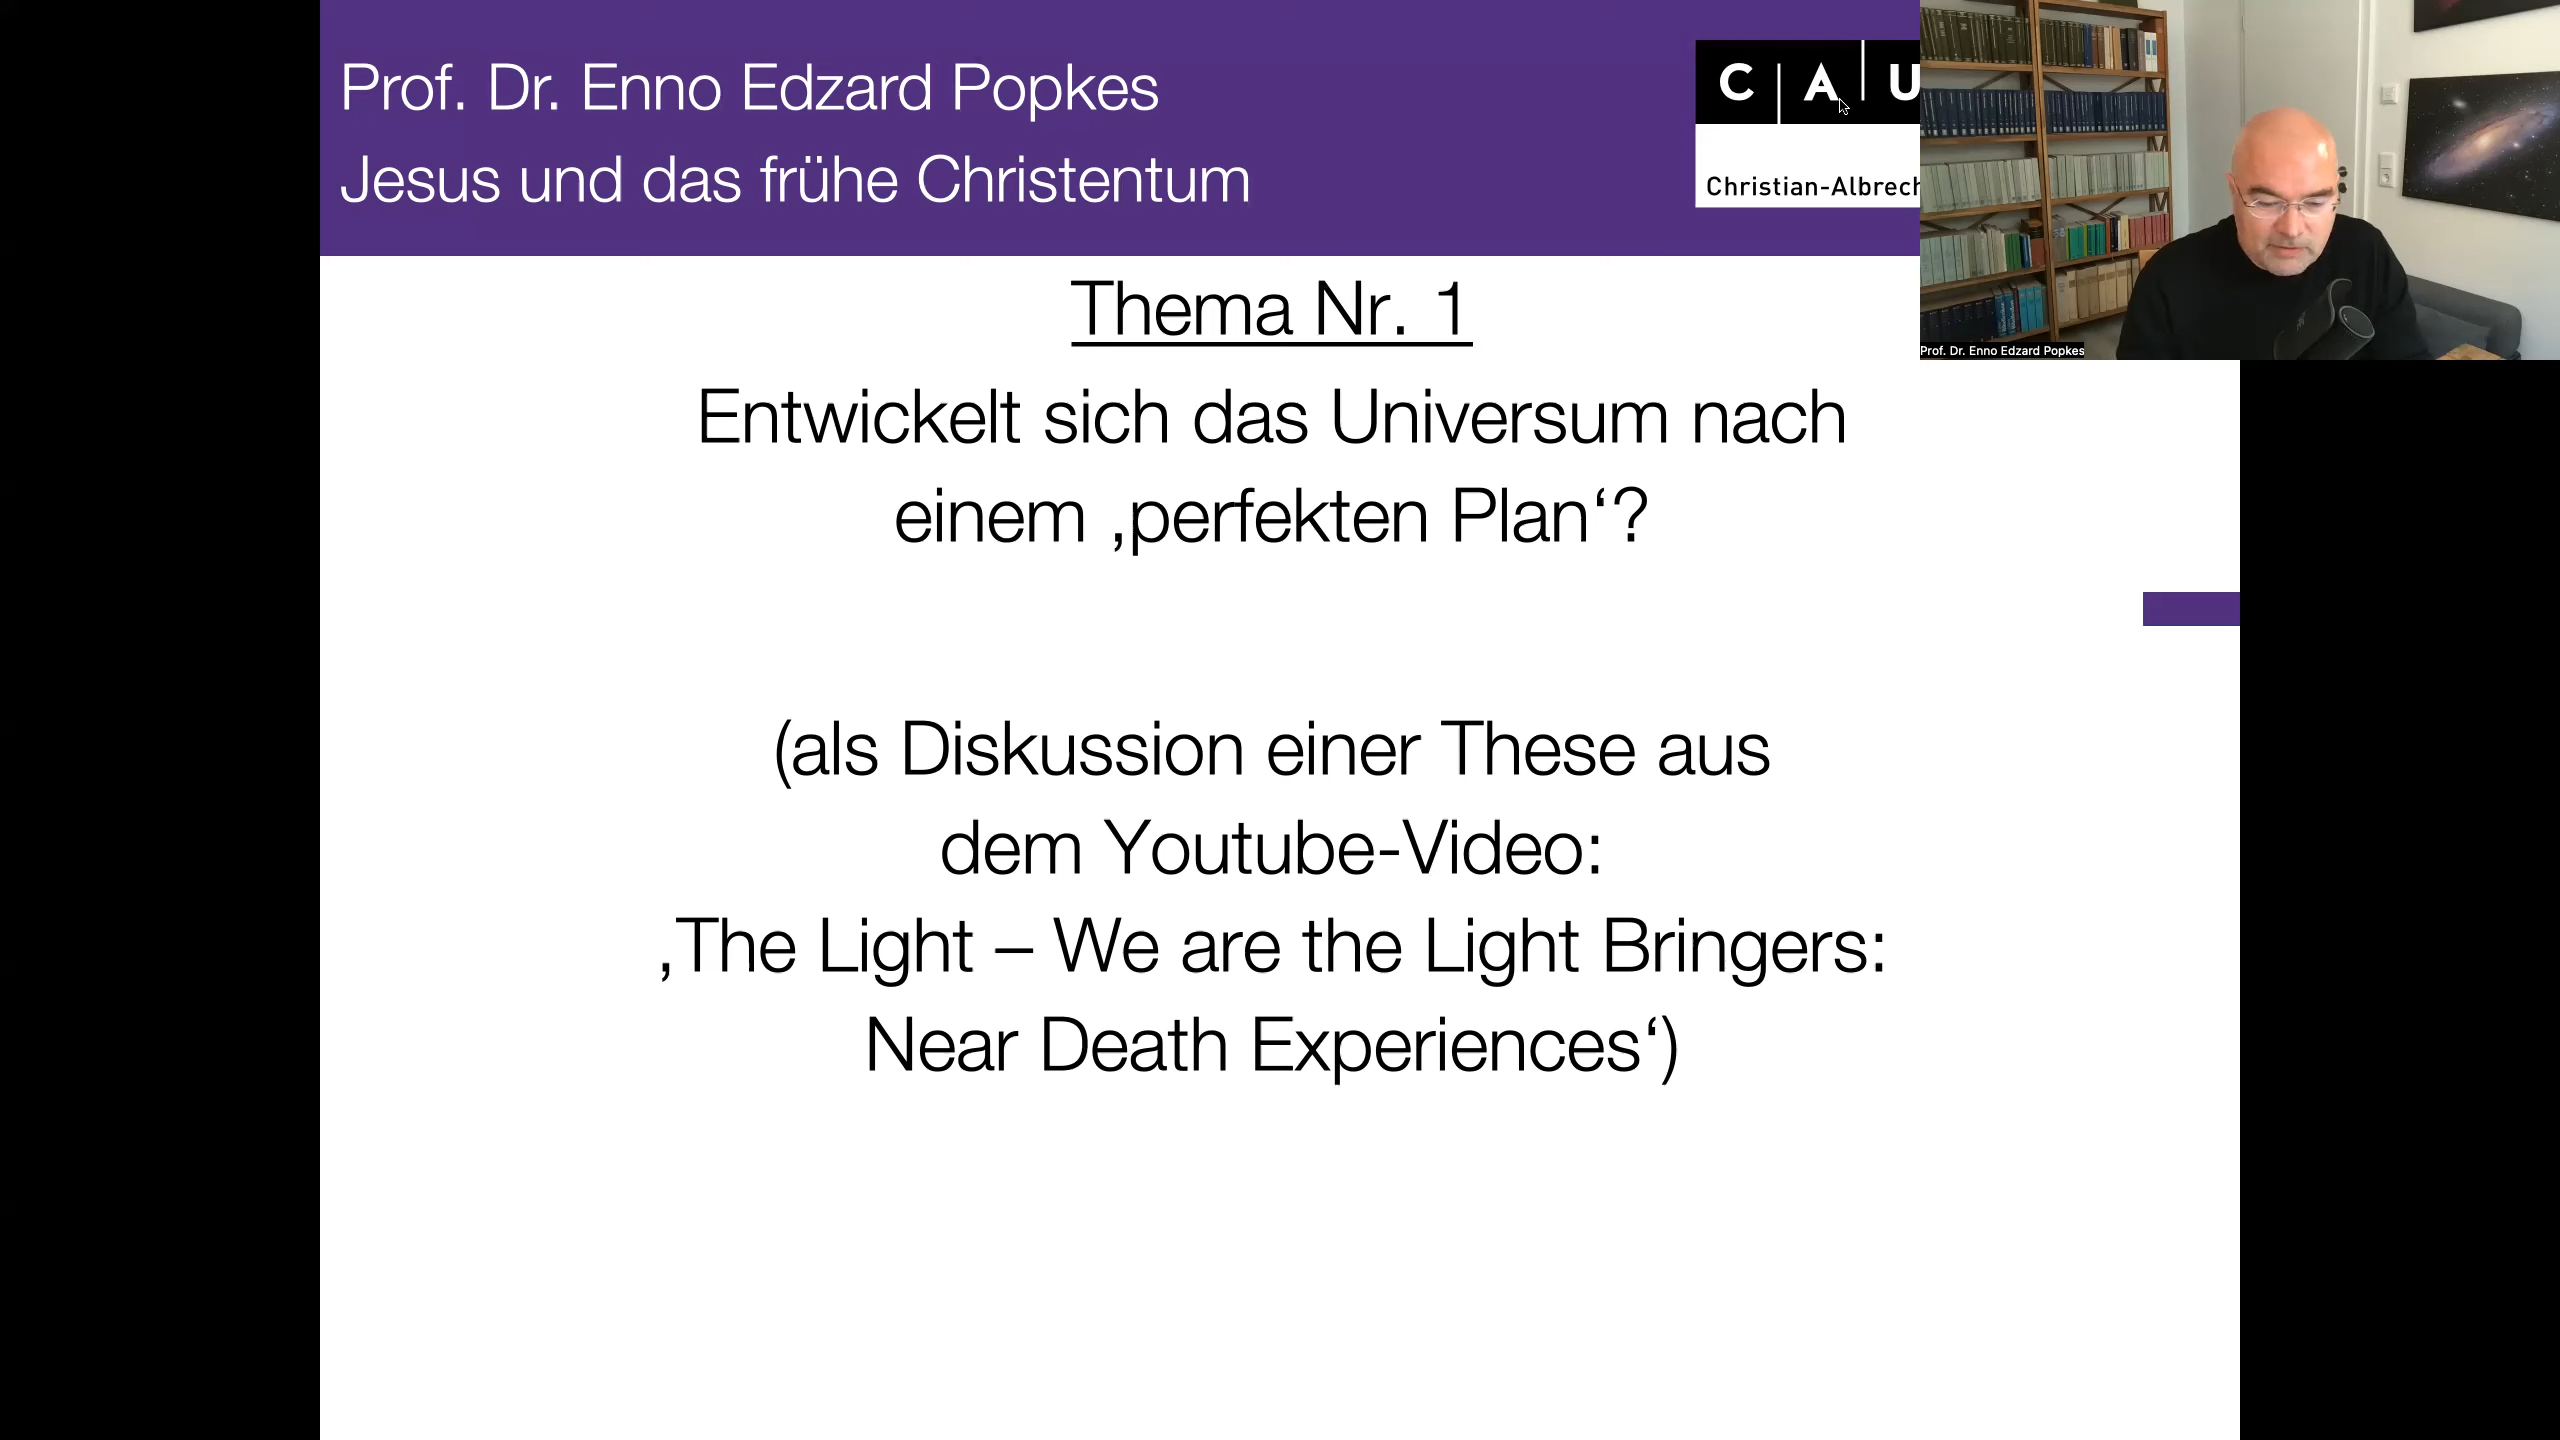 Prof. Dr. Enno Edzard Popkes
Jesus und das frühe Christentum
C A U
Christian-Albrech
Prof. Dr. Enno Edzard Popkes
Thema Nr. 1
Entwickelt sich das Universum nach
einem ‚perfekten Plan‘?
(als Diskussion einer These aus
dem Youtube-Video:
‚The Light – We are the Light Bringers:
Near Death Experiences‘)